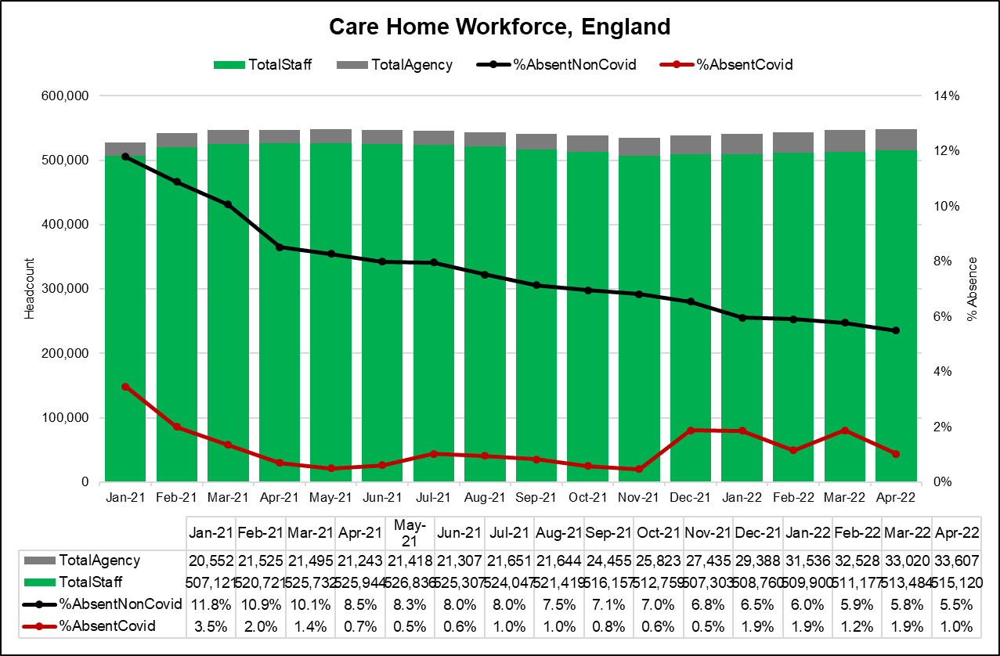 Care Home Workforce, England
TotalStaff TotalAgency %AbsentNonCovid %AbsentCovid
600,000 14%
500,000 12%
400,000 10%
300,000 8%
200,000 6%
100,000 4%
0 2%
0%
Headcount
% Absence
Jan-21 Feb-21 Mar-21 Apr-21 May-21 Jun-21 Jul-21 Aug-21 Sep-21 Oct-21 Nov-21 Dec-21 Jan-22 Feb-22 Mar-22 Apr-22
Jan-21 Feb-21 Mar-21 Apr-21 May-21 Jun-21 Jul-21 Aug-21 Sep-21 Oct-21 Nov-21 Dec-21 Jan-22 Feb-22 Mar-22 Apr-22
TotalAgency 20,552 21,525 21,495 21,243 21,418 21,307 21,651 21,644 24,455 25,823 27,435 29,388 31,536 32,528 33,020 33,607
TotalStaff 507,121 520,721 525,732 525,944 526,836 525,307 524,047 521,419 516,157 512,759 507,303 508,760 509,900 511,177 513,484 515,120
%AbsentNonCovid 11.8% 10.9% 10.1% 8.5% 8.3% 8.0% 8.0% 7.5% 7.1% 7.0% 6.8% 6.5% 6.0% 5.9% 5.8% 5.5%
%AbsentCovid 3.5% 2.0% 1.4% 0.7% 0.5% 0.6% 1.0% 1.0% 0.8% 0.6% 0.5% 1.9% 1.9% 1.2% 1.9% 1.0%